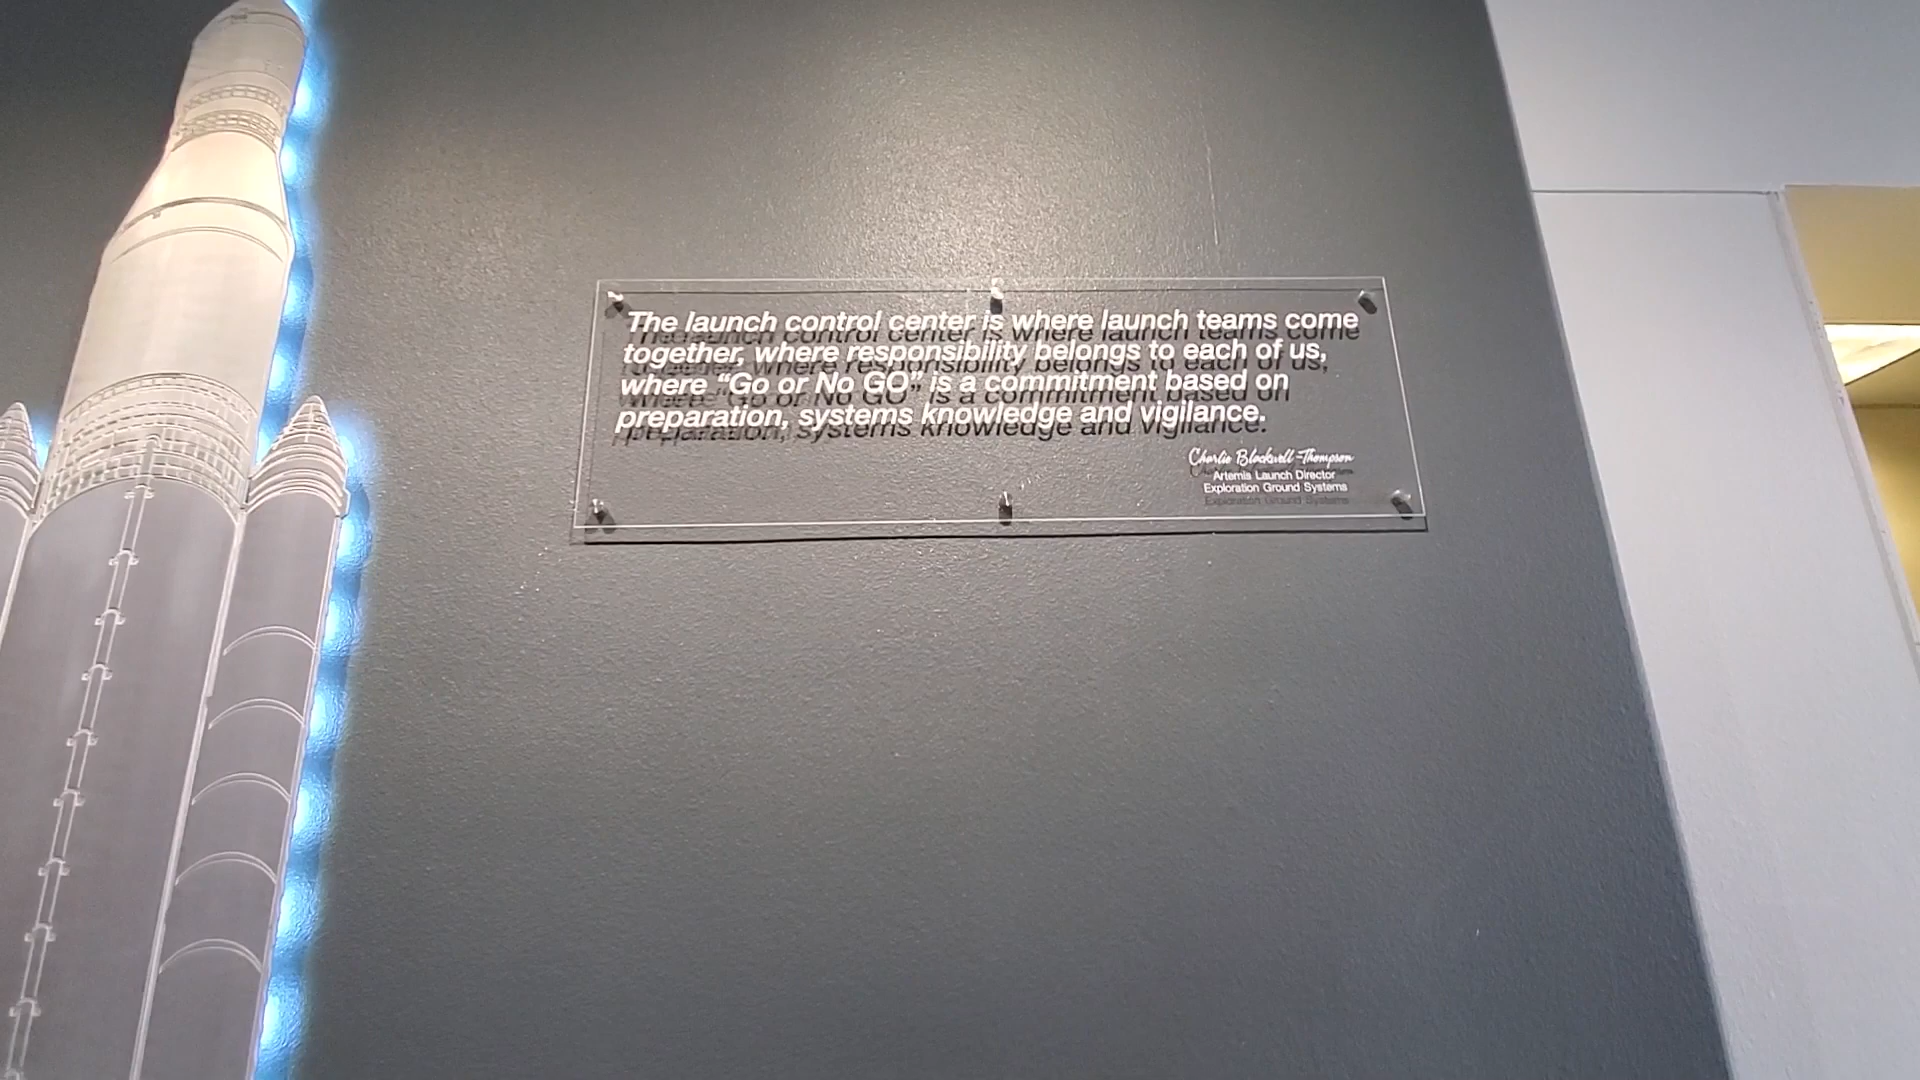 The launch control center is where launch teams come
together, where responsibility belongs to each of us,
where “Go or No GO” is a commitment based on
preparation, systems knowledge and vigilance.
Charlie Blackwell-Thompson
Artemis Launch Director
Exploration Ground Systems